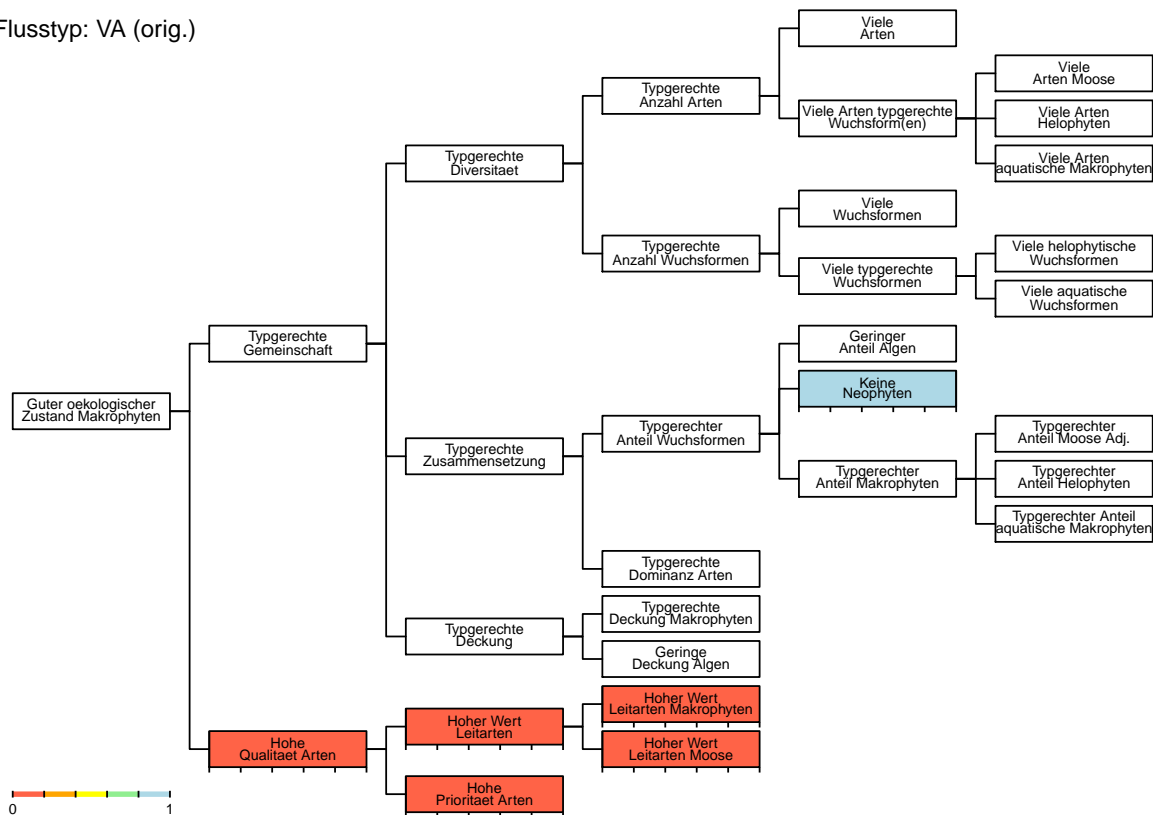 Flusstyp: VA (orig.)
Viele
Arten
Typgerechte
Anzahl Arten
Viele
Arten Moose
Viele Arten typgerechte
Wuchsform(en)
Viele Arten
Helophyten
Viele Arten
aquatische Makrophyten
Typgerechte
Diversitaet
Viele
Wuchsformen
Typgerechte
Anzahl Wuchsformen
Viele helophytische
Wuchsformen
Viele typgerechte
Wuchsformen
Viele aquatische
Wuchsformen
Typgerechte
Gemeinschaft
Geringer
Anteil Algen
Keine
Neophyten
Guter oekologischer
Zustand Makrophyten
Typgerechter
Anteil Wuchsformen
Typgerechter
Anteil Moose Adj.
Typgerechte
Zusammensetzung
Typgerechter
Anteil Makrophyten
Typgerechter
Anteil Helophyten
Typgerechter Anteil
aquatische Makrophyten
Typgerechte
Dominanz Arten
Typgerechte
Deckung Makrophyten
Typgerechte
Deckung
Geringe
Deckung Algen
Hoher Wert
Leitarten Makrophyten
Hoher Wert
Leitarten
Hohe
Qualitaet Arten
Hoher Wert
Leitarten Moose
Hohe
Prioritaet Arten
0 1